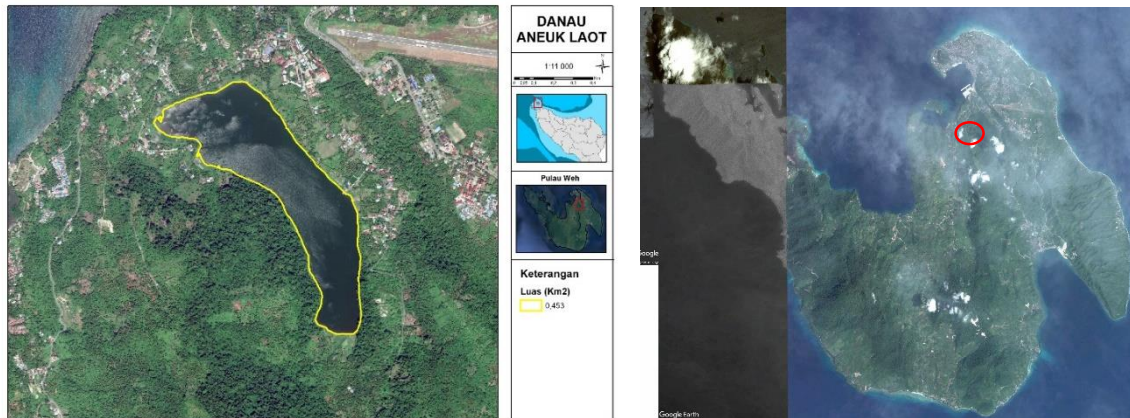 DANAU
ANEUK LAOT
1:11.000
Pulau Weh
Keterangan
Luas (Km2)
0,453
Google
Google Earth